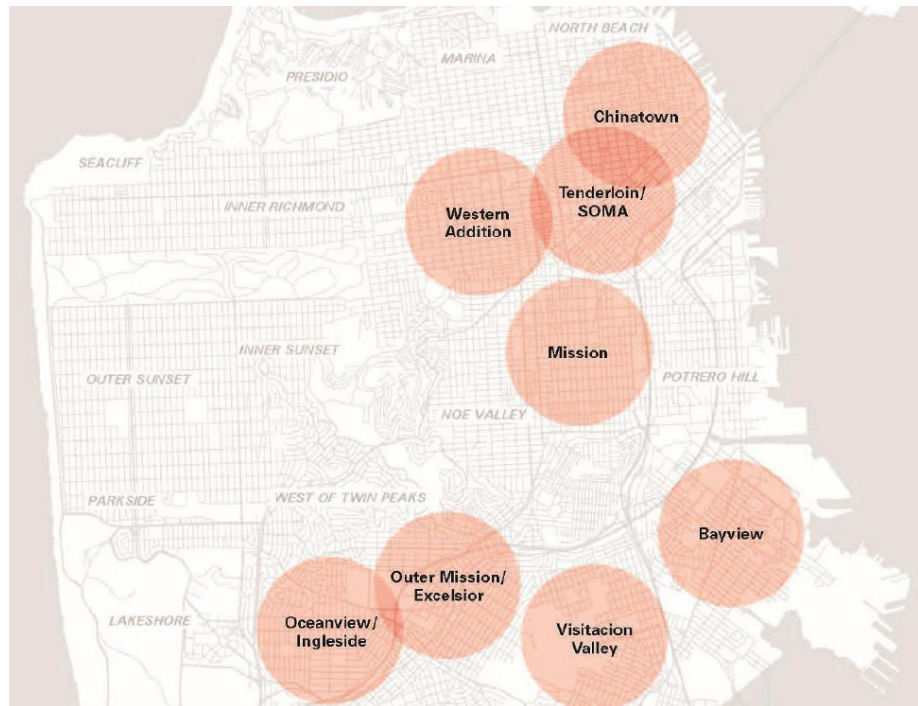 NORTH BEACH
MARINA
PRESIDIO
Chinatown
SEACLIFF
Tenderloin/
SOMA
INNER RICHMOND
Western
Addition
INNER SUNSET
Mission
OUTER SUNSET
POTRERO HILL
NOE VALLEY
PARKSIDE
WEST OF TWIN PEAKS
Bayview
Outer Mission/
Excelsior
LAKESHORE
Oceanview/
Ingleside
Visitacion
Valley